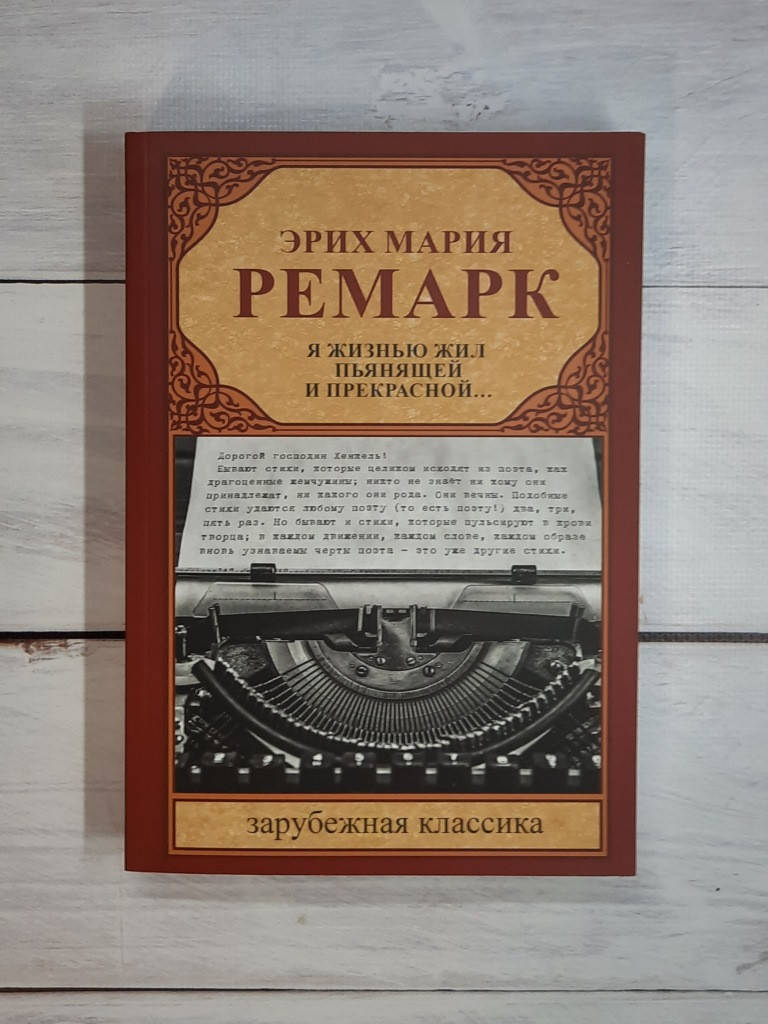 ЭРИХ МАРИЯ
РЕМАРК
Я ЖИЗНЬЮ ЖИЛ
ПЬЯНЯЩЕЙ
И ПРЕКРАСНОЙ...
Дорогой господин Хенкель!
Бывают стихи, которые целиком исходят из поэта, как
драгоценные жемчужины; никто не знаёт ни кому они
принадлежат, ни какого они рода. Они вечны. Подобные
стихи удаются любому поэту (то есть поэту!) два, три,
пять раз. Но бывают и стихи, которые пульсируют в крови
творца; в каждом движении, каждом слове, каждом образе
вновь узнаваемы черты поэта — это уже другие стихи.
зарубежная классика